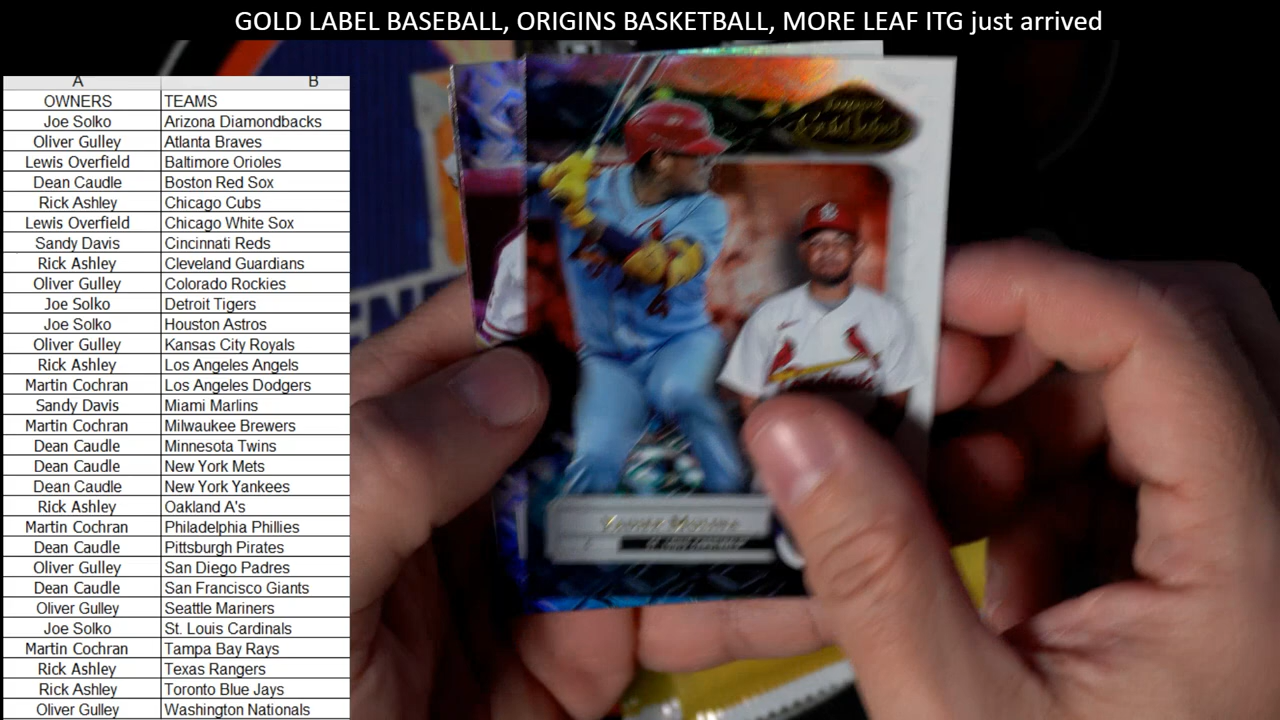 GOLD LABEL BASEBALL, ORIGINS BASKETBALL, MORE LEAF ITG just arrived
A B
OWNERS TEAMS
Joe Solko Arizona Diamondbacks
Oliver Gulley Atlanta Braves
Lewis Overfield Baltimore Orioles
Dean Caudle Boston Red Sox
Rick Ashley Chicago Cubs
Lewis Overfield Chicago White Sox
Sandy Davis Cincinnati Reds
Rick Ashley Cleveland Guardians
Oliver Gulley Colorado Rockies
Joe Solko Detroit Tigers
Joe Solko Houston Astros
Oliver Gulley Kansas City Royals
Rick Ashley Los Angeles Angels
Martin Cochran Los Angeles Dodgers
Sandy Davis Miami Marlins
Martin Cochran Milwaukee Brewers
Dean Caudle Minnesota Twins
Dean Caudle New York Mets
Dean Caudle New York Yankees
Rick Ashley Oakland A's
Martin Cochran Philadelphia Phillies
Dean Caudle Pittsburgh Pirates
Oliver Gulley San Diego Padres
Dean Caudle San Francisco Giants
Oliver Gulley Seattle Mariners
Joe Solko St. Louis Cardinals
Martin Cochran Tampa Bay Rays
Rick Ashley Texas Rangers
Rick Ashley Toronto Blue Jays
Oliver Gulley Washington Nationals
Gold Label
4
Yadier Molina